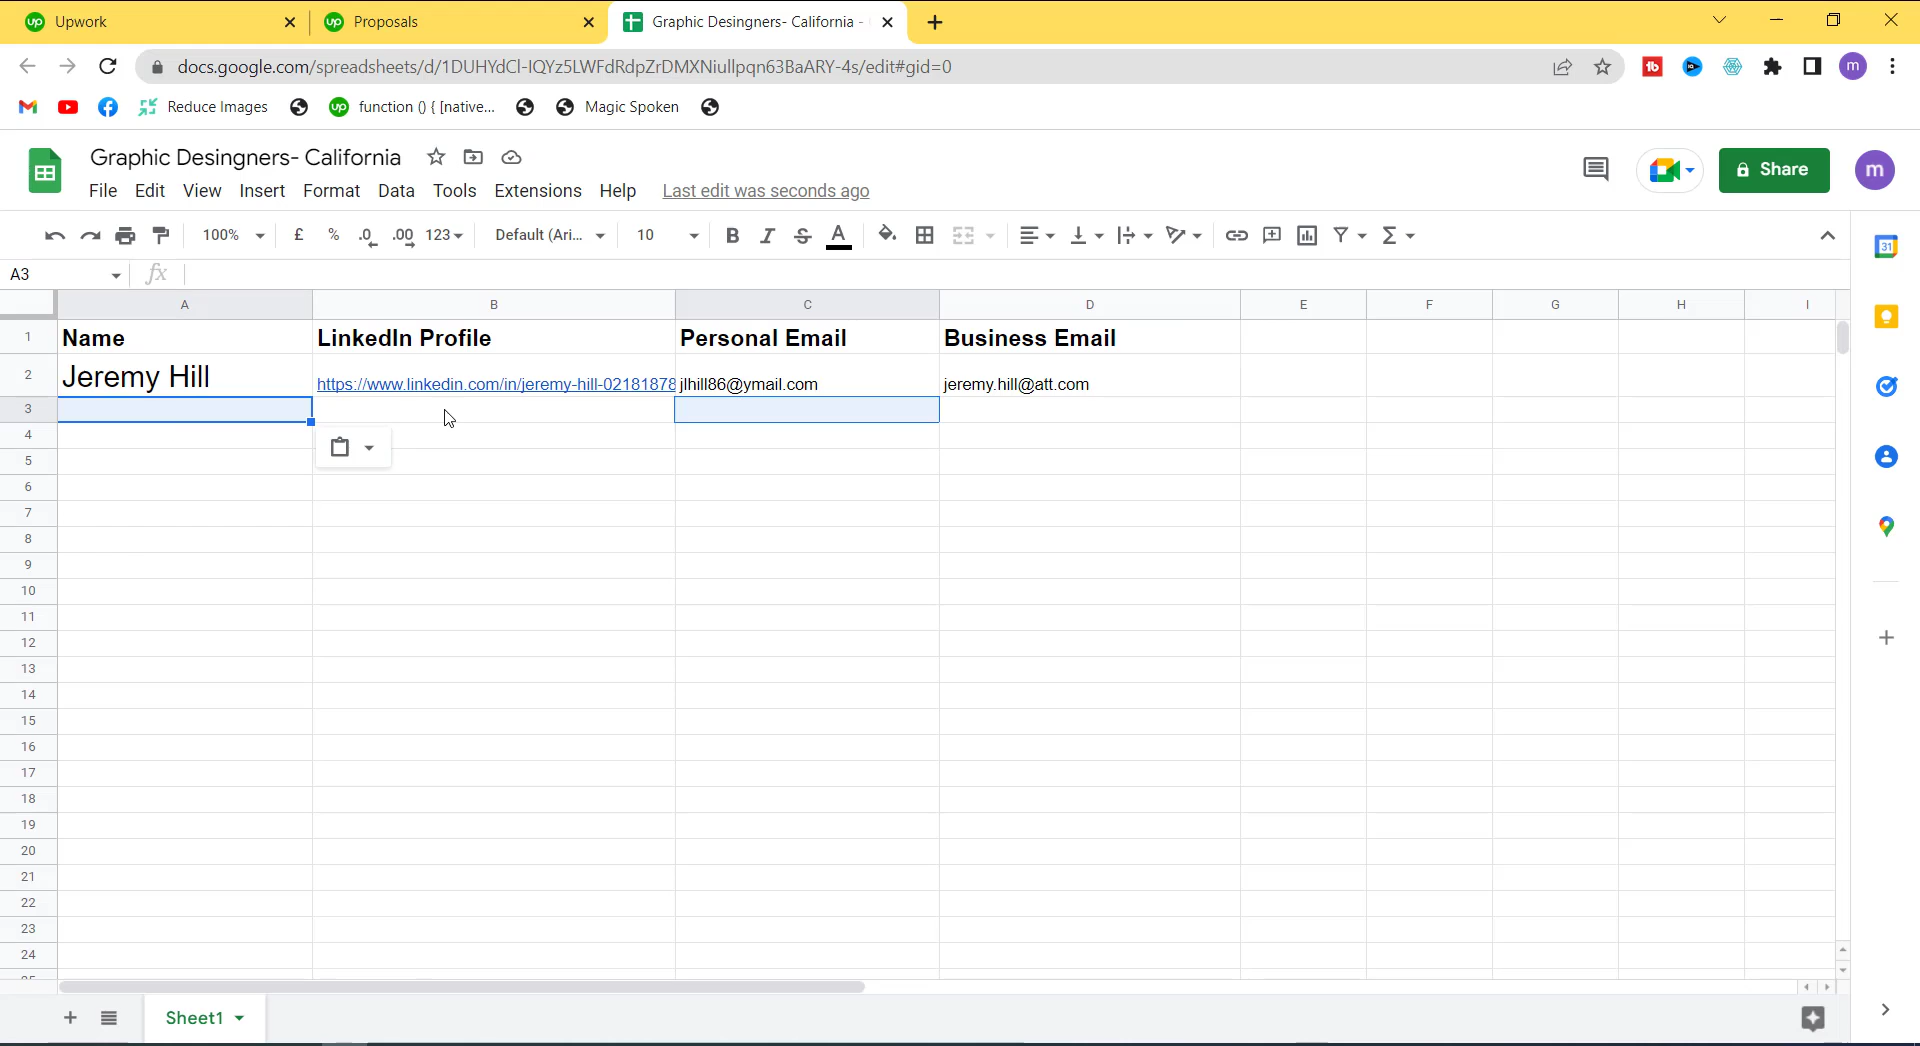 Upwork
Proposals
Graphic Desingners- California -
docs.google.com/spreadsheets/d/1DUHYdCl-IQYz5LWFdRdpZrDMXNiullpqn63BaARY-4s/edit#gid=0
Reduce Images
function () { [native...
Magic Spoken
Graphic Desingners- California
File Edit View Insert Format Data Tools Extensions Help Last edit was seconds ago
Share
m
100% £ % .0 .00 123 Default (Ari... 10 B I S A
A3 fx
A B C D E F G H I
1 Name LinkedIn Profile Personal Email Business Email
2 Jeremy Hill https://www.linkedin.com/in/jeremy-hill-02181878 jlhill86@ymail.com jeremy.hill@att.com
3
4
5
6
7
8
9
10
11
12
13
14
15
16
17
18
19
20
21
22
23
24
Sheet1